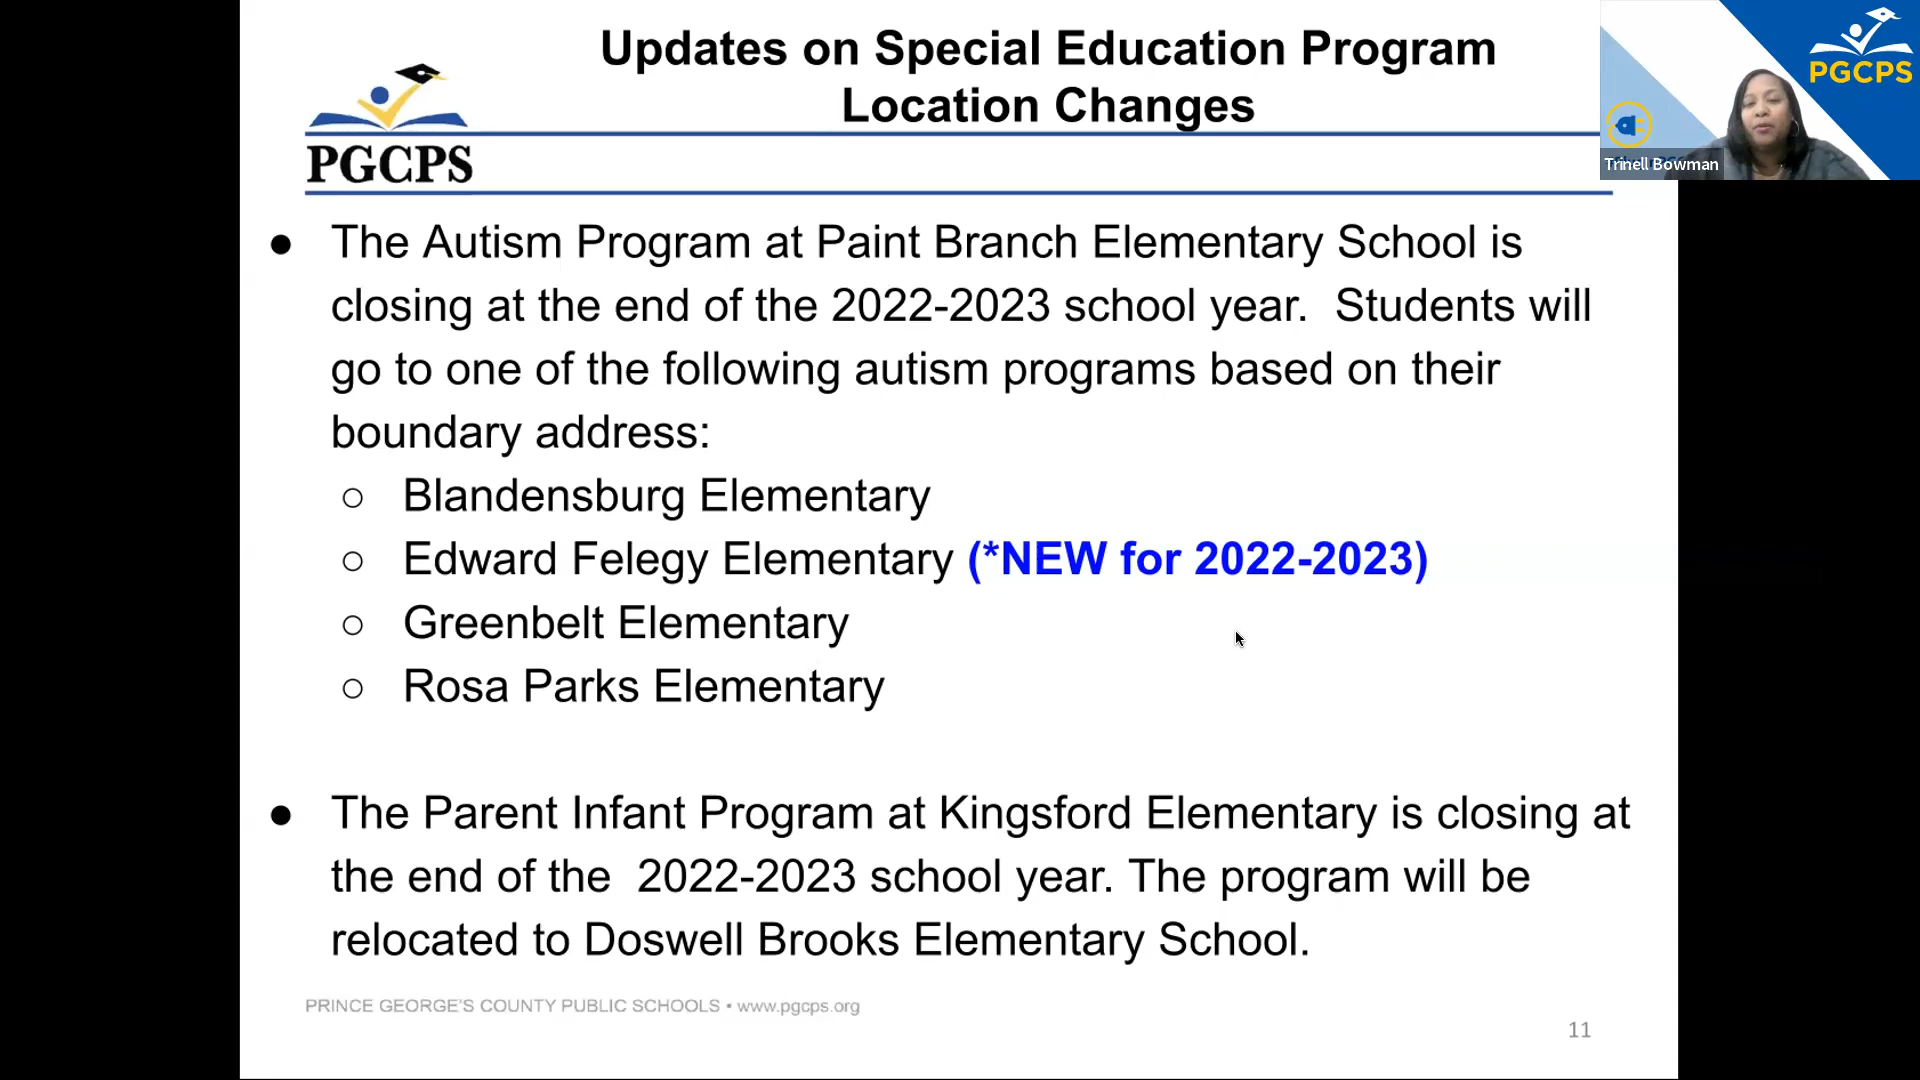 Updates on Special Education Program
Location Changes
PGCPS
PGCPS
Trinell Bowman
● The Autism Program at Paint Branch Elementary School is
closing at the end of the 2022-2023 school year. Students will
go to one of the following autism programs based on their
boundary address:
○ Blandensburg Elementary
○ Edward Felegy Elementary (*NEW for 2022-2023)
○ Greenbelt Elementary
○ Rosa Parks Elementary
● The Parent Infant Program at Kingsford Elementary is closing at
the end of the 2022-2023 school year. The program will be
relocated to Doswell Brooks Elementary School.
PRINCE GEORGE'S COUNTY PUBLIC SCHOOLS • www.pgcps.org
11